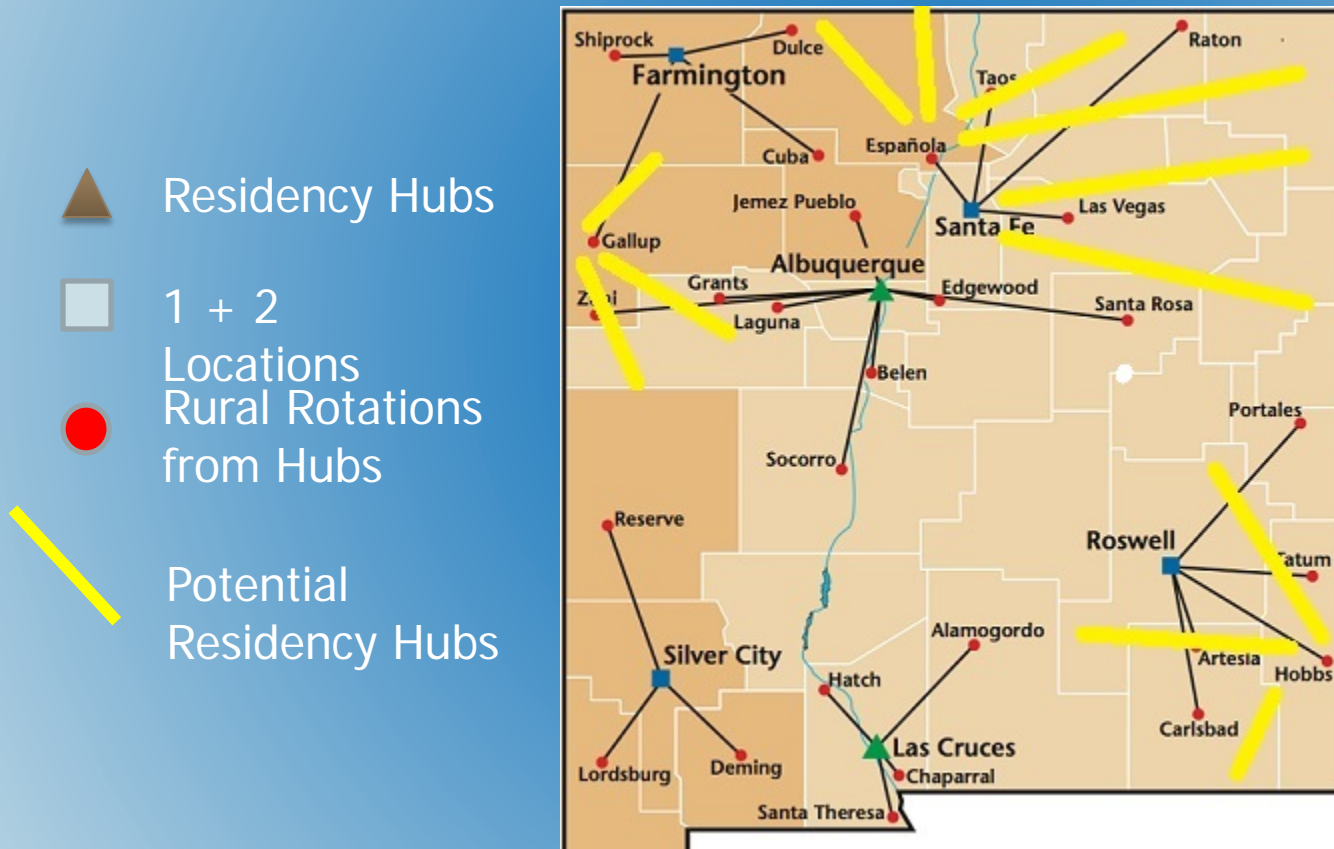 Residency Hubs
1 + 2
Locations
Rural Rotations
from Hubs
Potential
Residency Hubs
Shiprock
Dulce
Farmington
Raton
Taos
Cuba
Española
Jemez Pueblo
Las Vegas
Santa Fe
Gallup
Albuquerque
Grants
Edgewood
Zuni
Laguna
Santa Rosa
Belen
Portales
Socorro
Reserve
Roswell
Tatum
Alamogordo
Silver City
Artesia
Hatch
Hobbs
Carlsbad
Las Cruces
Lordsburg
Deming
Chaparral
Santa Theresa